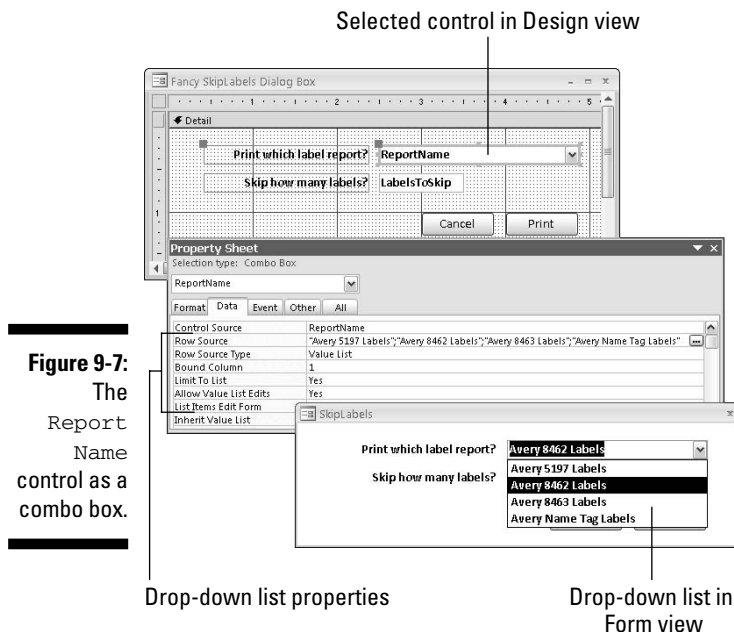 Selected control in Design view
Fancy SkipLabels Dialog Box
1 2 3 4 5
Detail
Print which label report? ReportName
Skip how many labels? LabelsToSkip
1
Cancel Print
Property Sheet
Selection type: Combo Box
ReportName
Format Data Event Other All
Control Source ReportName
Row Source "Avery 5197 Labels";"Avery 8462 Labels";"Avery 8463 Labels";"Avery Name Tag Labels"
Row Source Type Value List
Bound Column 1
Limit To List Yes
Allow Value List Edits Yes
List Items Edit Form
Inherit Value List
SkipLabels
Print which label report? Avery 8462 Labels
Skip how many labels?
Avery 5197 Labels
Avery 8462 Labels
Avery 8463 Labels
Avery Name Tag Labels
Figure 9-7:
The
Report
Name
control as a
combo box.
Drop-down list properties
Drop-down list in
Form view